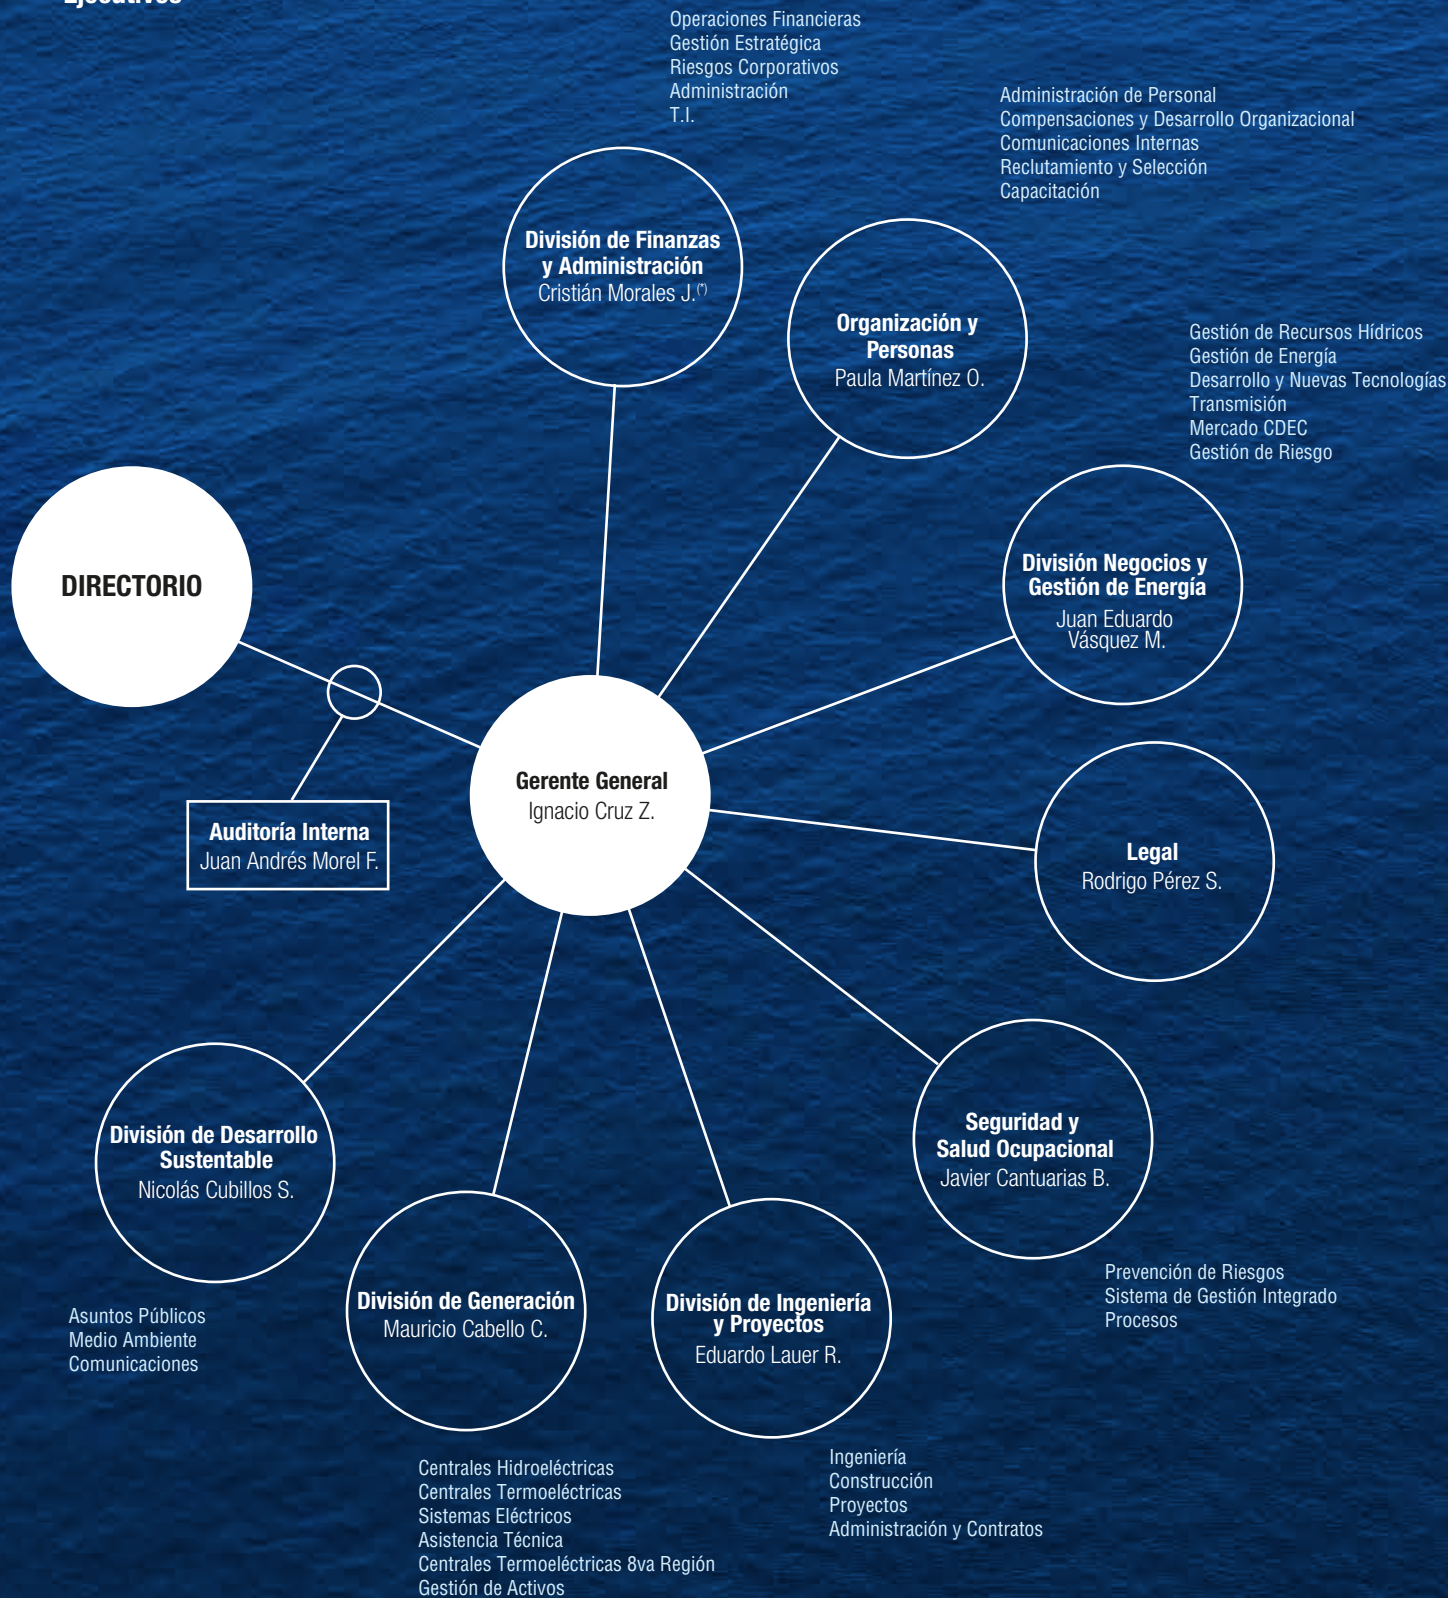 Ejecutivos
Operaciones Financieras
Gestión Estratégica
Riesgos Corporativos
Administración
T.I.
División de Finanzas
y Administración
Cristián Morales J.(*)
Administración de Personal
Compensaciones y Desarrollo Organizacional
Comunicaciones Internas
Reclutamiento y Selección
Capacitación
Organización y
Personas
Paula Martínez O.
Gestión de Recursos Hídricos
Gestión de Energía
Desarrollo y Nuevas Tecnologías
Transmisión
Mercado CDEC
Gestión de Riesgo
División Negocios y
Gestión de Energía
Juan Eduardo
Vásquez M.
DIRECTORIO
Gerente General
Ignacio Cruz Z.
Auditoría Interna
Juan Andrés Morel F.
Legal
Rodrigo Pérez S.
Seguridad y
Salud Ocupacional
Javier Cantuarias B.
Prevención de Riesgos
Sistema de Gestión Integrado
Procesos
División de Desarrollo
Sustentable
Nicolás Cubillos S.
Asuntos Públicos
Medio Ambiente
Comunicaciones
División de Generación
Mauricio Cabello C.
Centrales Hidroeléctricas
Centrales Termoeléctricas
Sistemas Eléctricos
Asistencia Técnica
Centrales Termoeléctricas 8va Región
Gestión de Activos
División de Ingeniería
y Proyectos
Eduardo Lauer R.
Ingeniería
Construcción
Proyectos
Administración y Contratos